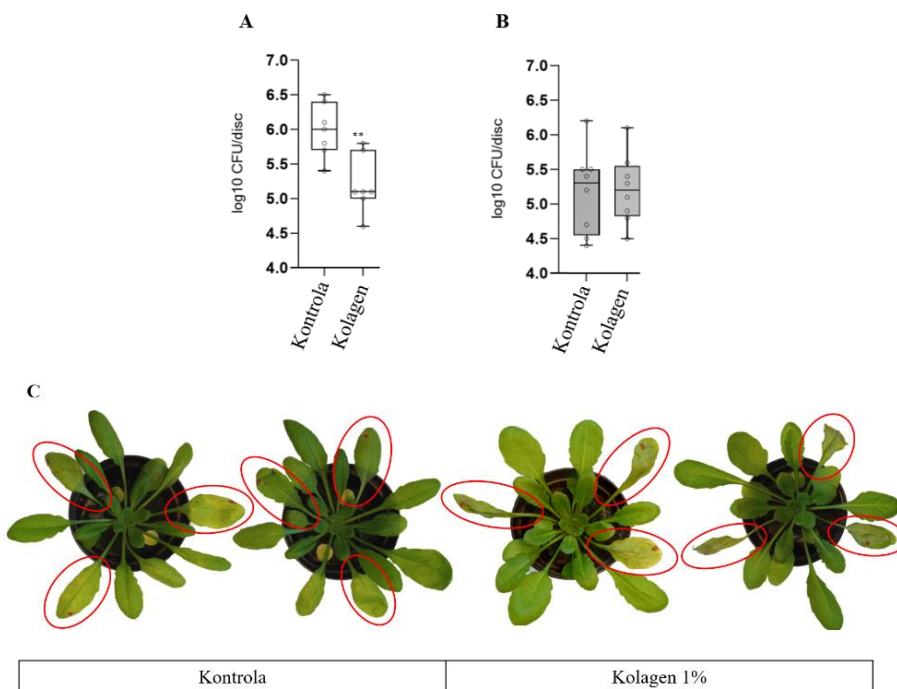 A
log10 CFU/disc
7.0
6.5
6.0
5.5
5.0
4.5
4.0
**
Kontrola
Kolagen
B
log10 CFU/disc
7.0
6.5
6.0
5.5
5.0
4.5
4.0
Kontrola
Kolagen
C
Kontrola
Kolagen 1%